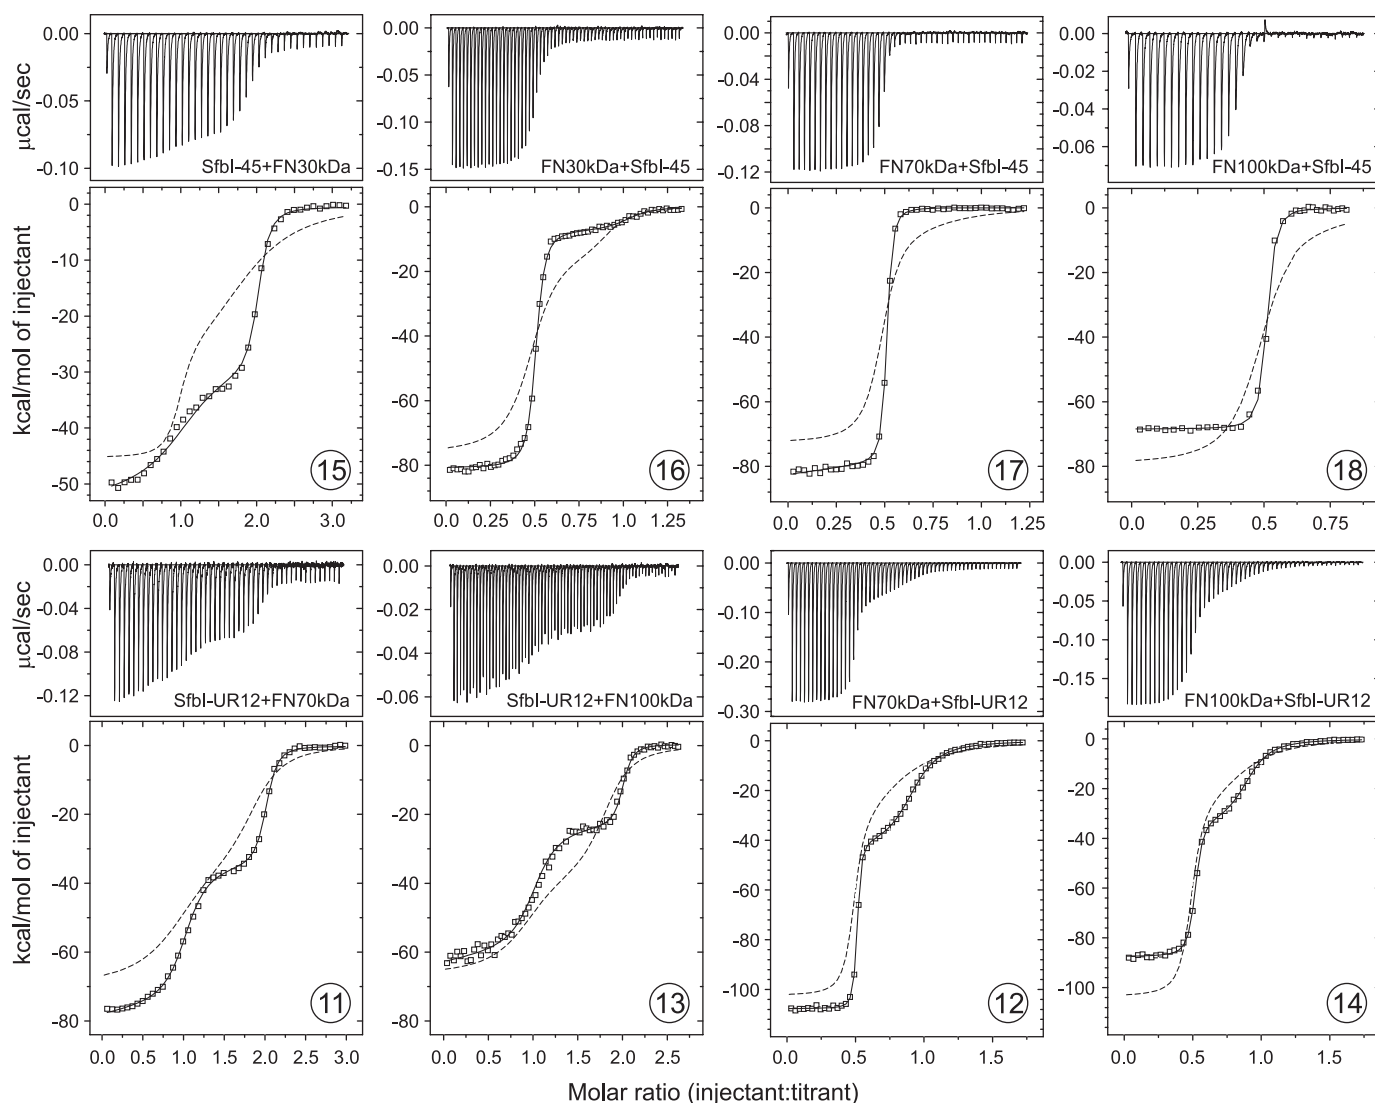 0.00 0.00 0.00 0.00
-0.05 -0.05 -0.04 -0.02
-0.10 -0.10 -0.08 -0.04
-0.15 -0.12 -0.06
μcal/sec
SfbI-45+FN30kDa FN30kDa+SfbI-45 FN70kDa+SfbI-45 FN100kDa+SfbI-45
0 0 0 0
-10 -20 -20 -20
-20 -40 -40 -40
-30 -60 -60 -60
-40 -80 -80 -80
-50
kcal/mol of injectant
15 16 17 18
0.0 1.0 2.0 3.0 0.0 0.25 0.5 0.75 1.0 1.25 0.0 0.25 0.5 0.75 1.0 1.25 0.0 0.25 0.5 0.75
0.00 0.00 0.00 0.00
-0.04 -0.02 -0.10 -0.05
-0.08 -0.04 -0.20 -0.10
-0.12 -0.06 -0.30 -0.15
μcal/sec
SfbI-UR12+FN70kDa SfbI-UR12+FN100kDa FN70kDa+SfbI-UR12 FN100kDa+SfbI-UR12
0 0 0 0
-20 -20 -20 -20
-40 -40 -40 -40
-60 -60 -60 -60
-80 -80 -80 -80
-100 -100
kcal/mol of injectant
11 13 12 14
0.0 0.5 1.0 1.5 2.0 2.5 3.0 0.0 0.5 1.0 1.5 2.0 2.5 0.0 0.5 1.0 1.5 0.0 0.5 1.0 1.5
Molar ratio (injectant:titrant)